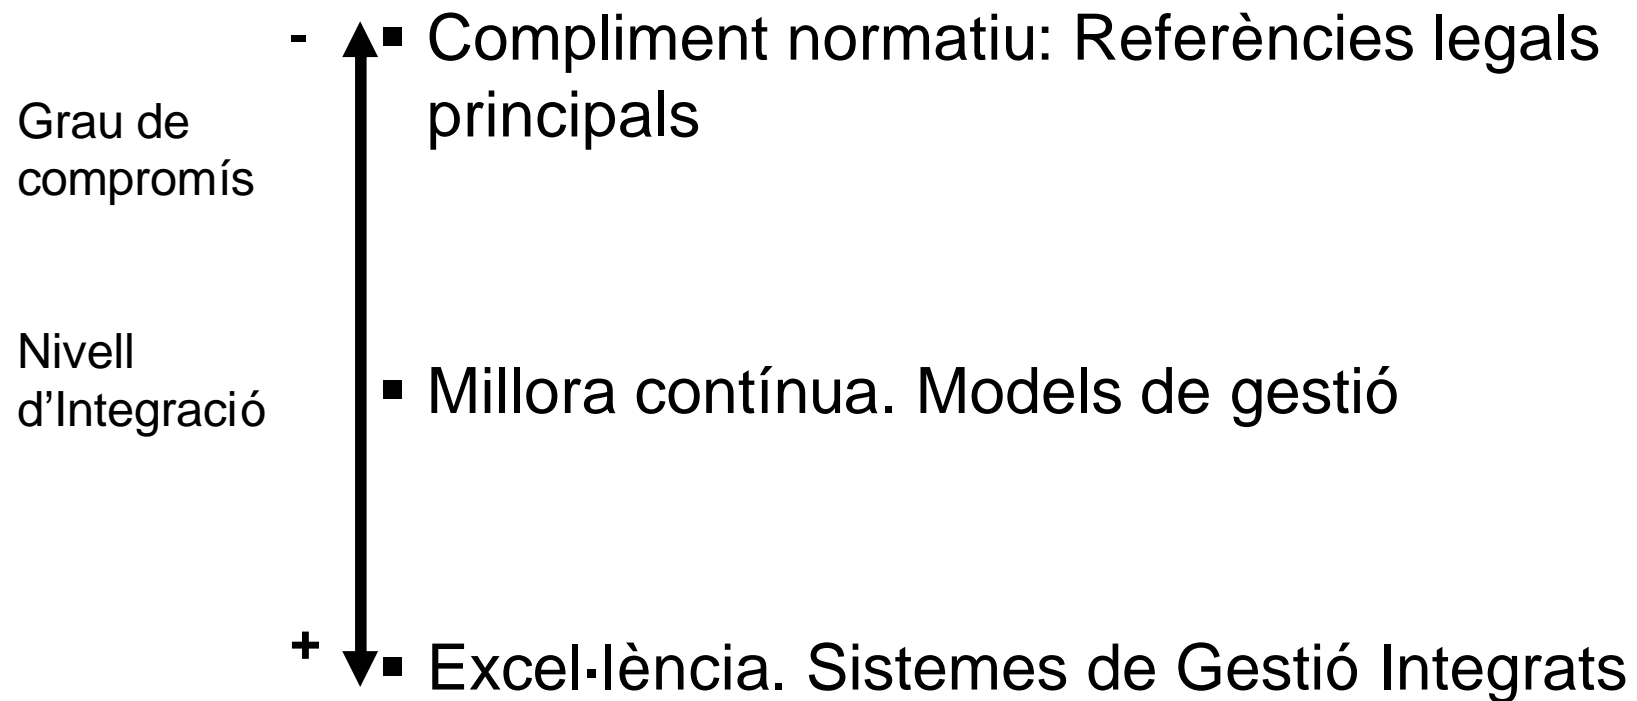 -
▪ Compliment normatiu: Referències legals
principals
Grau de
compromís
Nivell
d’Integració
▪ Millora contínua. Models de gestió
+
▪ Excel·lència. Sistemes de Gestió Integrats